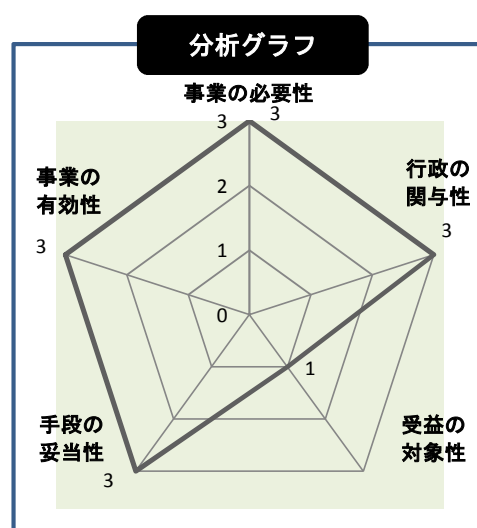 分析グラフ
事業の必要性
3
3
行政の
関与性
3
事業の
有効性
3
2
1
0
1
受益の
対象性
手段の
妥当性
3